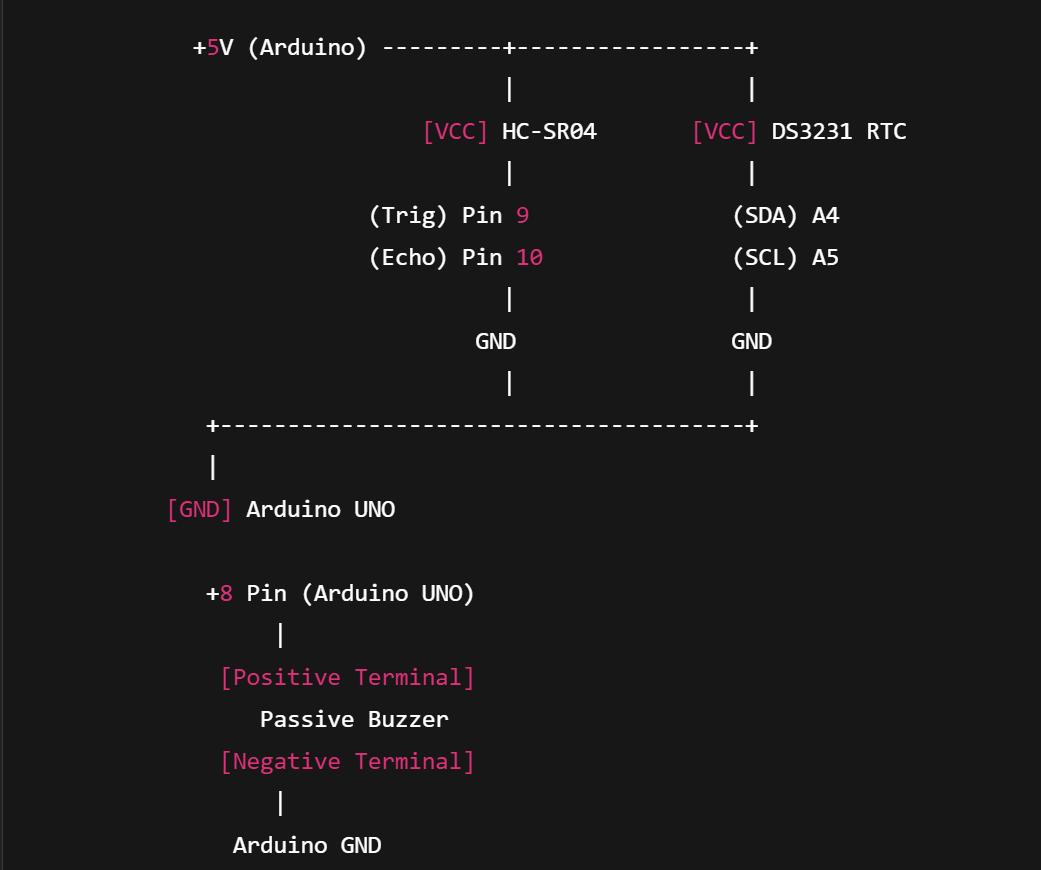 +5V (Arduino) ---------+-----------------+
| |
[VCC] HC-SR04 [VCC] DS3231 RTC
| |
(Trig) Pin 9 (SDA) A4
(Echo) Pin 10 (SCL) A5
| |
GND GND
| |
+---------------------------------------+
|
[GND] Arduino UNO
+8 Pin (Arduino UNO)
|
[Positive Terminal]
Passive Buzzer
[Negative Terminal]
|
Arduino GND